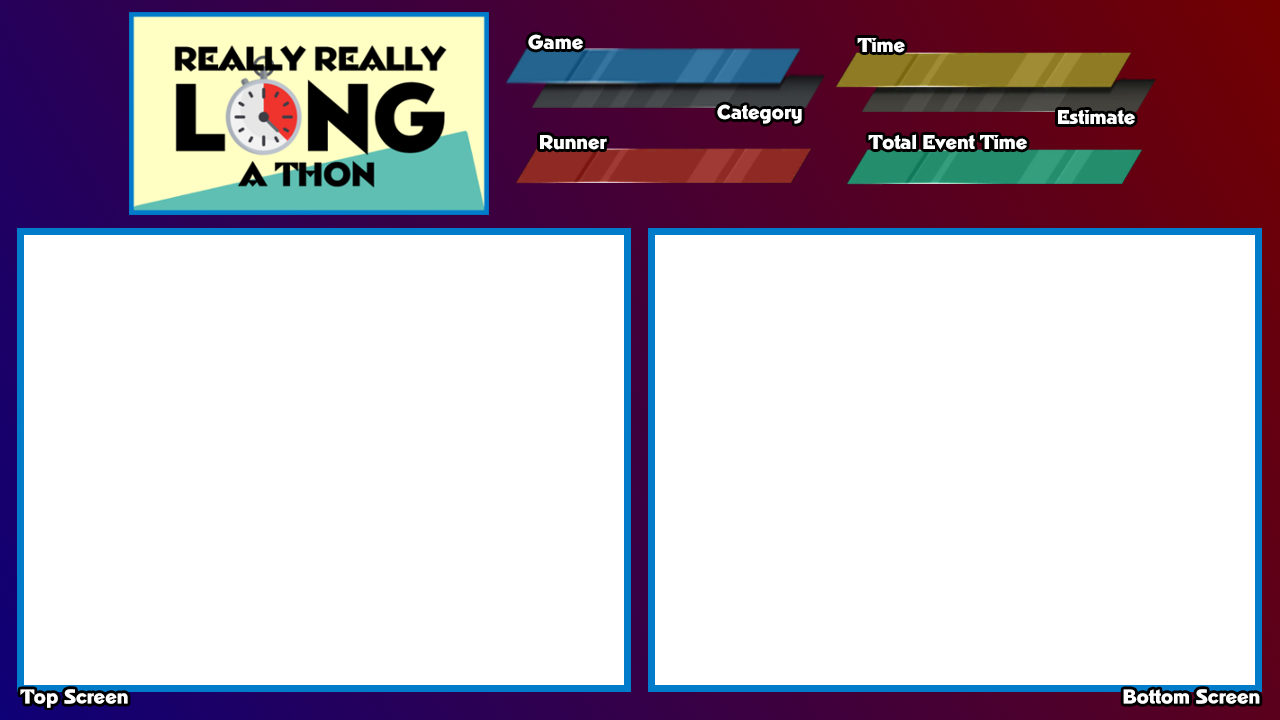 REALLY REALLY
LONG
A THON
Game
Category
Runner
Time
Estimate
Total Event Time
Top Screen
Bottom Screen